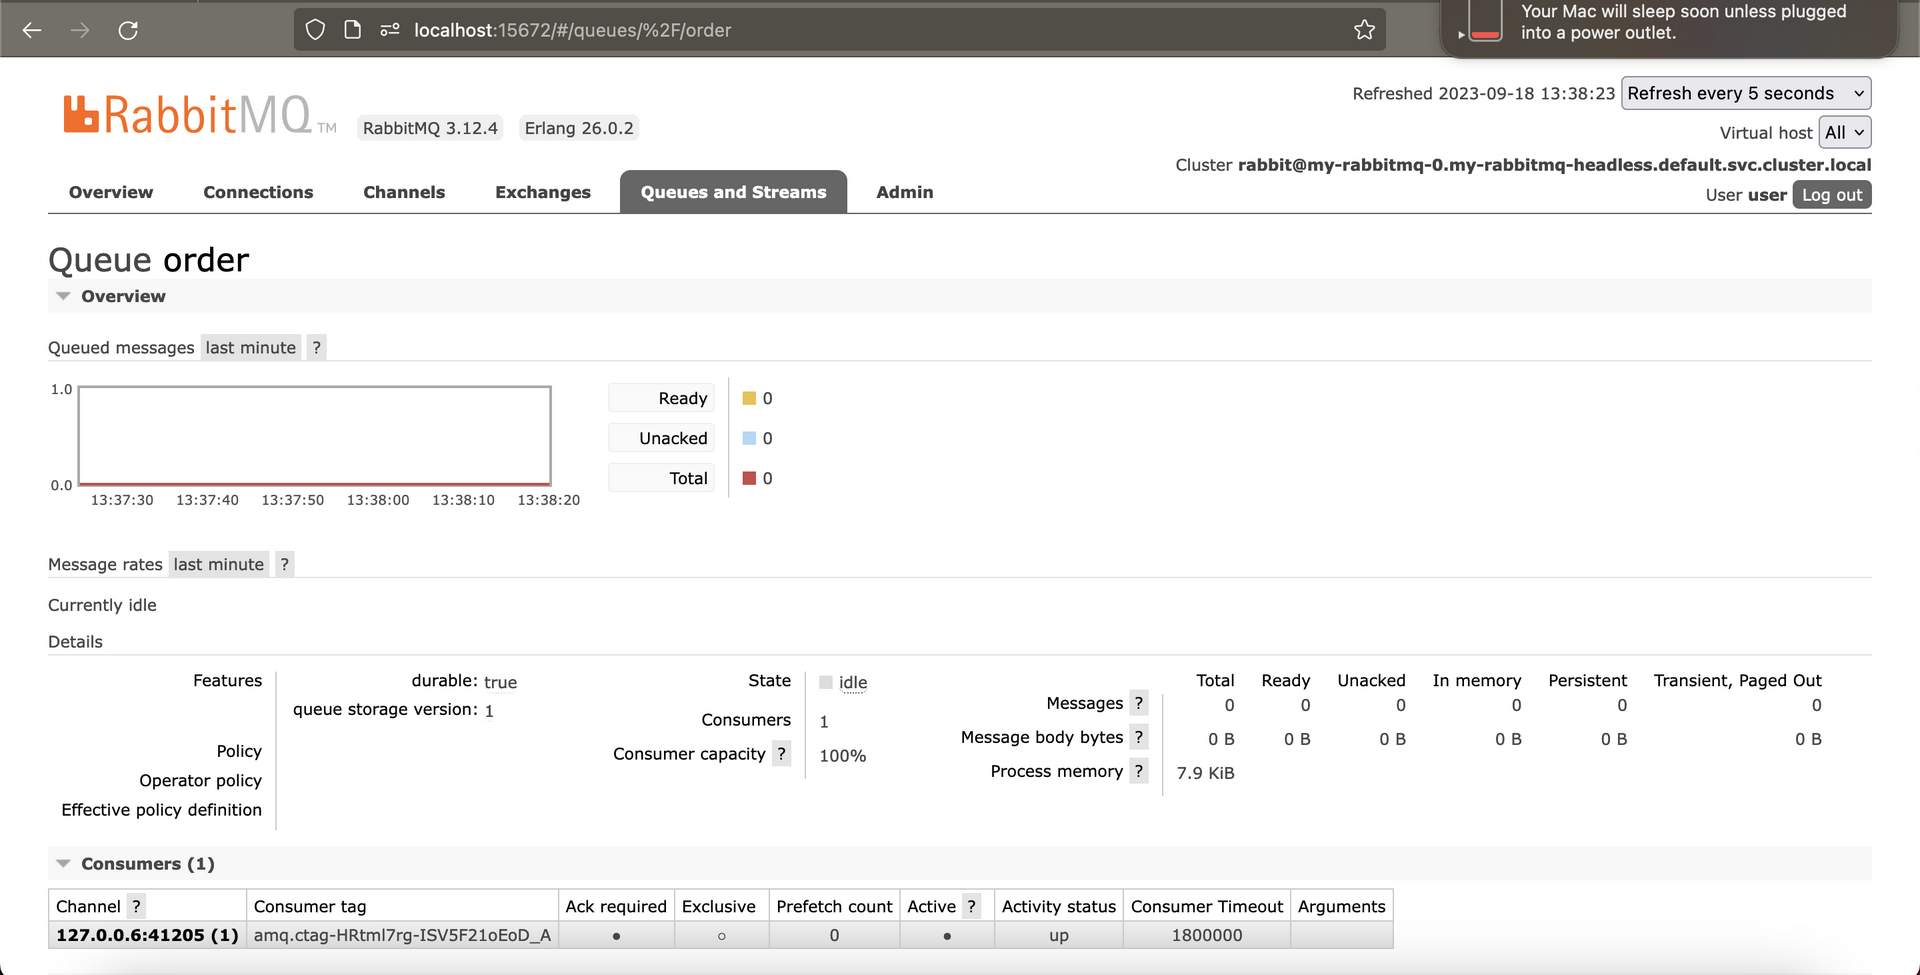 localhost:15672/#/queues/%2F/order
Your Mac will sleep soon unless plugged
into a power outlet.
RabbitMQ TM
RabbitMQ 3.12.4
Erlang 26.0.2
Refreshed 2023-09-18 13:38:23 Refresh every 5 seconds
Virtual host All
Cluster rabbit@my-rabbitmq-0.my-rabbitmq-headless.default.svc.cluster.local
User user Log out
Overview Connections Channels Exchanges Queues and Streams Admin
Queue order
Overview
Queued messages last minute ?
1.0
0.0
13:37:30 13:37:40 13:37:50 13:38:00 13:38:10 13:38:20
Ready 0
Unacked 0
Total 0
Message rates last minute ?
Currently idle
Details
Features durable: true
queue storage version: 1
Policy
Operator policy
Effective policy definition
State idle
Consumers 1
Consumer capacity ? 100%
Total Ready Unacked In memory Persistent Transient, Paged Out
Messages ? 0 0 0 0 0 0
Message body bytes ? 0 B 0 B 0 B 0 B 0 B 0 B
Process memory ? 7.9 KiB
Consumers (1)
Channel ? Consumer tag Ack required Exclusive Prefetch count Active ? Activity status Consumer Timeout Arguments
127.0.0.6:41205 (1) amq.ctag-HRtml7rg-ISV5F21oEoD_A ● ○ 0 ● up 1800000